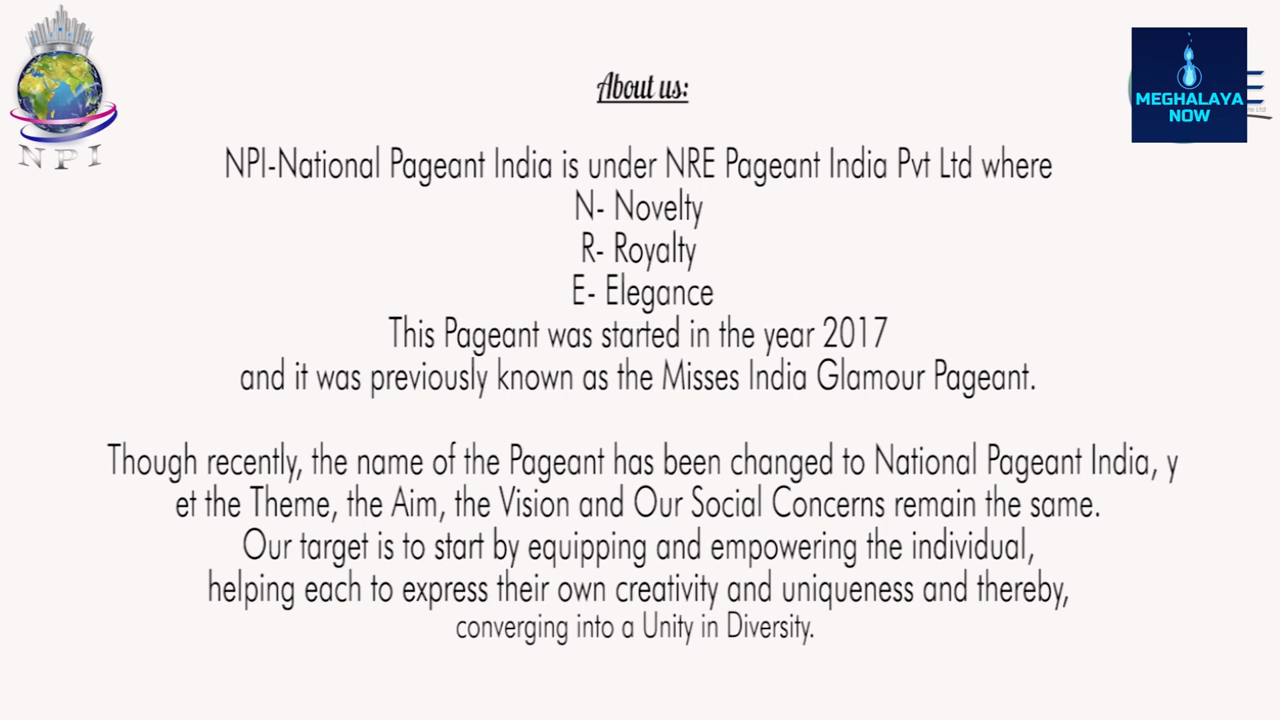 NPI
MEGHALAYA
NOW
About us:
NPI-National Pageant India is under NRE Pageant India Pvt Ltd where
N- Novelty
R- Royalty
E- Elegance
This Pageant was started in the year 2017
and it was previously known as the Misses India Glamour Pageant.
Though recently, the name of the Pageant has been changed to National Pageant India, y
et the Theme, the Aim, the Vision and Our Social Concerns remain the same.
Our target is to start by equipping and empowering the individual,
helping each to express their own creativity and uniqueness and thereby,
converging into a Unity in Diversity.